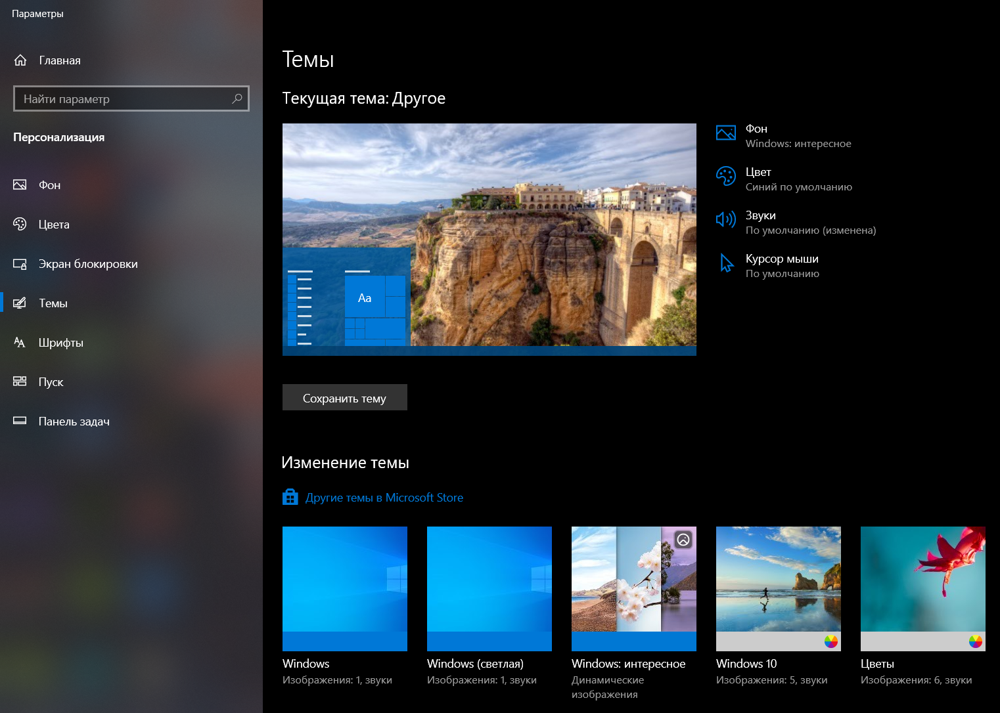 Параметры
Главная
Найти параметр
Персонализация
Фон
Цвета
Экран блокировки
Темы
Шрифты
Пуск
Панель задач
Темы
Текущая тема: Другое
Aa
Фон
Windows: интересное
Цвет
Синий по умолчанию
Звуки
По умолчанию (изменена)
Курсор мыши
По умолчанию
Сохранить тему
Изменение темы
Другие темы в Microsoft Store
Windows
Изображения: 1, звуки
Windows (светлая)
Изображения: 1, звуки
Windows: интересное
Динамические
изображения
Windows 10
Изображения: 5, звуки
Цветы
Изображения: 6, звуки